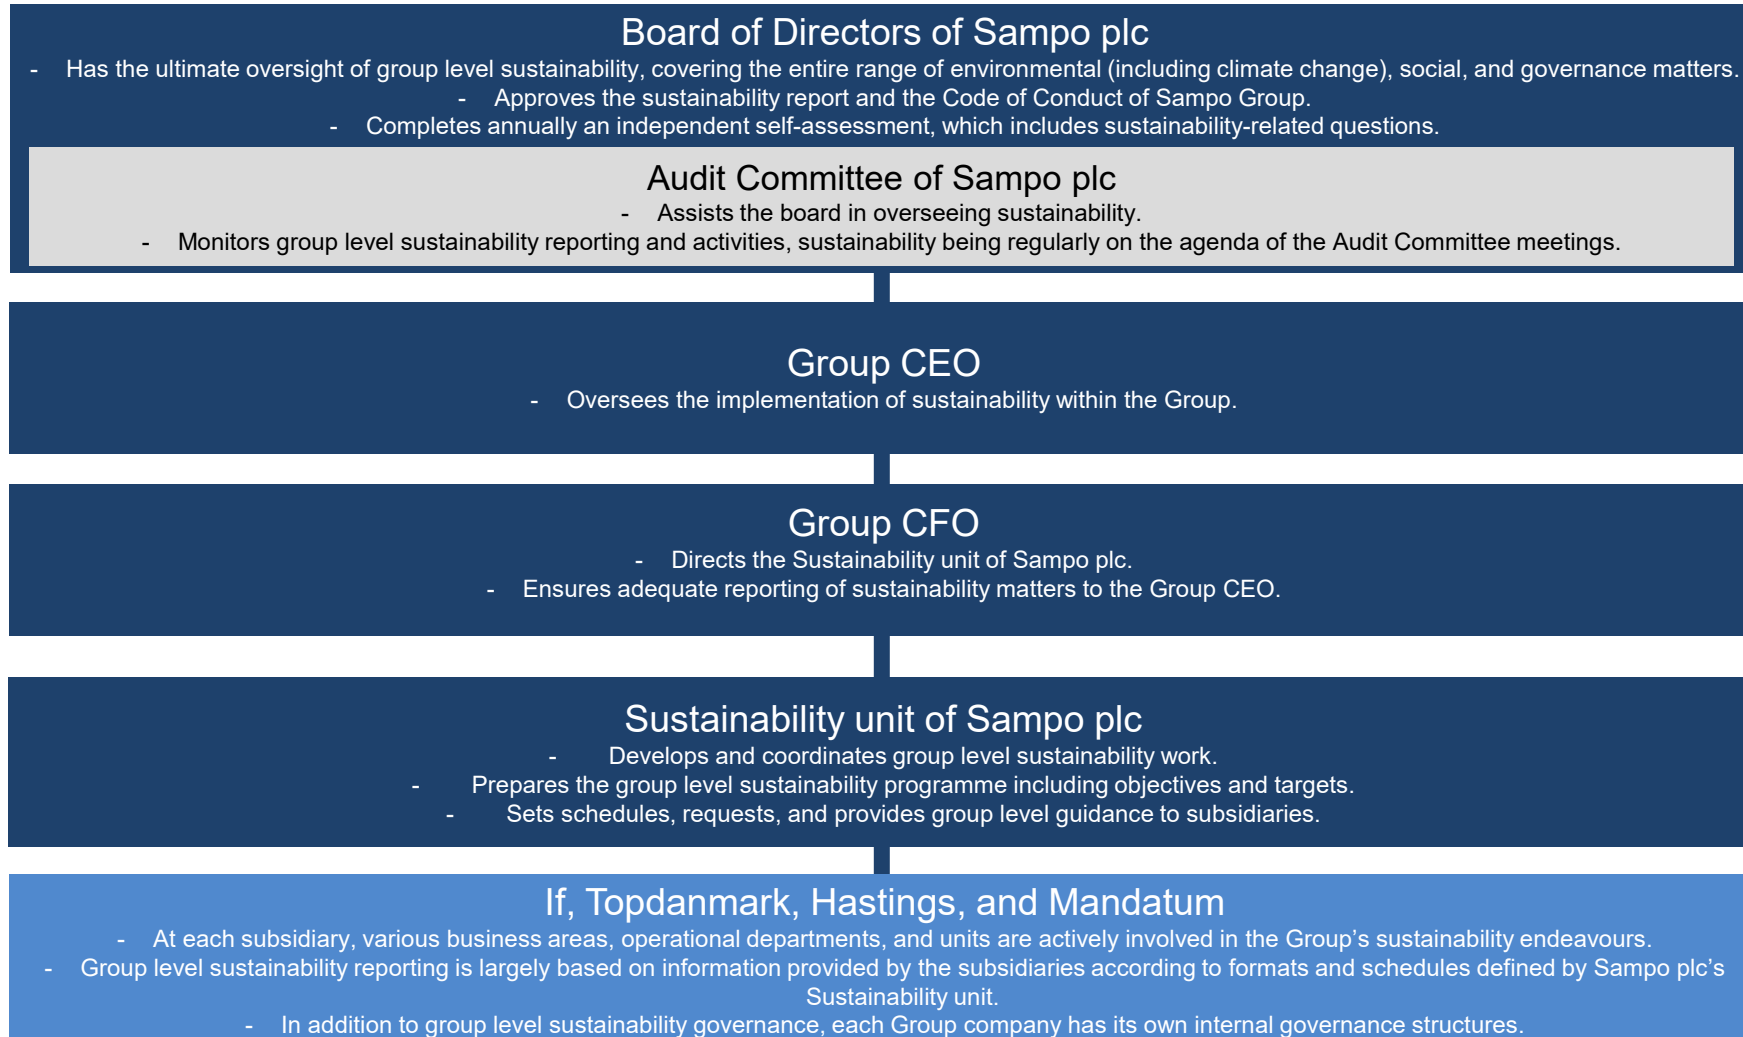 Board of Directors of Sampo plc
- Has the ultimate oversight of group level sustainability, covering the entire range of environmental (including climate change), social, and governance matters.
- Approves the sustainability report and the Code of Conduct of Sampo Group.
- Completes annually an independent self-assessment, which includes sustainability-related questions.
Audit Committee of Sampo plc
- Assists the board in overseeing sustainability.
- Monitors group level sustainability reporting and activities, sustainability being regularly on the agenda of the Audit Committee meetings.
Group CEO
- Oversees the implementation of sustainability within the Group.
Group CFO
- Directs the Sustainability unit of Sampo plc.
- Ensures adequate reporting of sustainability matters to the Group CEO.
Sustainability unit of Sampo plc
- Develops and coordinates group level sustainability work.
- Prepares the group level sustainability programme including objectives and targets.
- Sets schedules, requests, and provides group level guidance to subsidiaries.
If, Topdanmark, Hastings, and Mandatum
- At each subsidiary, various business areas, operational departments, and units are actively involved in the Group’s sustainability endeavours.
- Group level sustainability reporting is largely based on information provided by the subsidiaries according to formats and schedules defined by Sampo plc’s
Sustainability unit.
- In addition to group level sustainability governance, each Group company has its own internal governance structures.